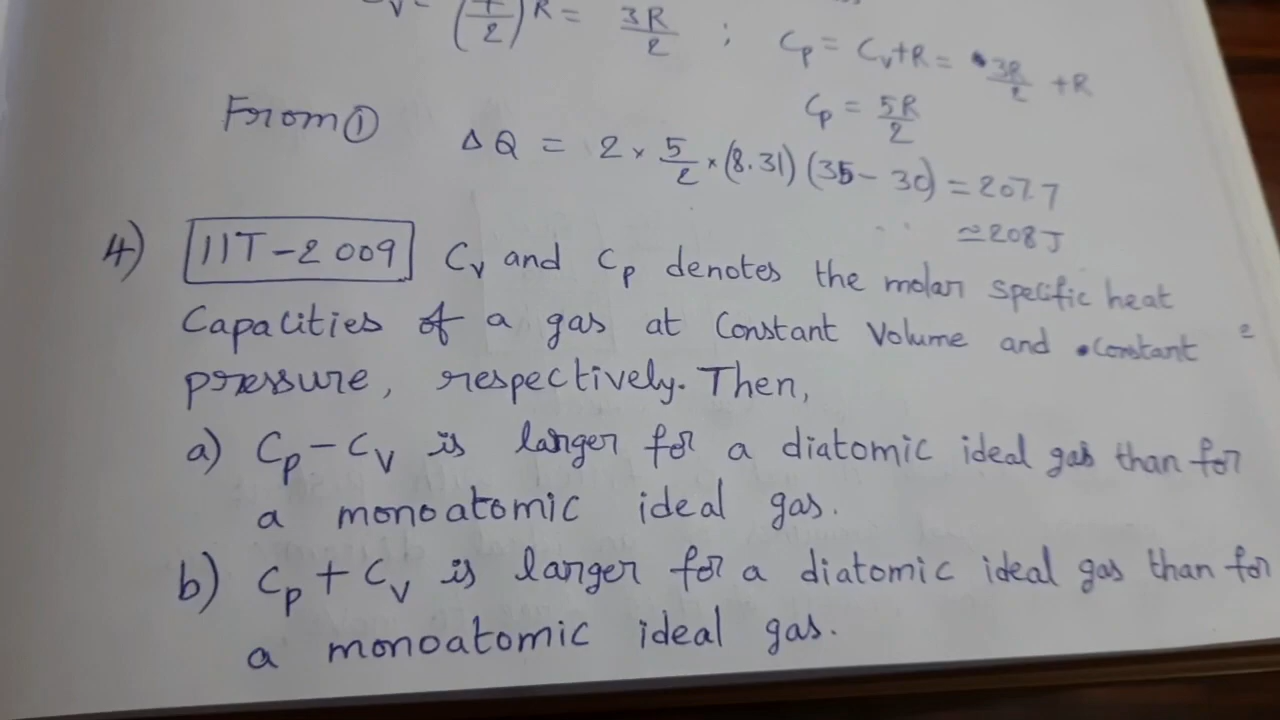 V = (f/2) R = 3R/2 ; Cp = Cv+R = 3R/2 + R
Cp = 5R/2
From ①
ΔQ = 2 × 5/2 × (8.31) (35 - 30) = 207.7
≃ 208 J
4) IIT - 2009 Cv and Cp denotes the molar specific heat
Capacities of a gas at Constant Volume and Constant
pressure, respectively. Then,
a) Cp - Cv is larger for a diatomic ideal gas than for
a monoatomic ideal gas.
b) Cp + Cv is larger for a diatomic ideal gas than for
a monoatomic ideal gas.